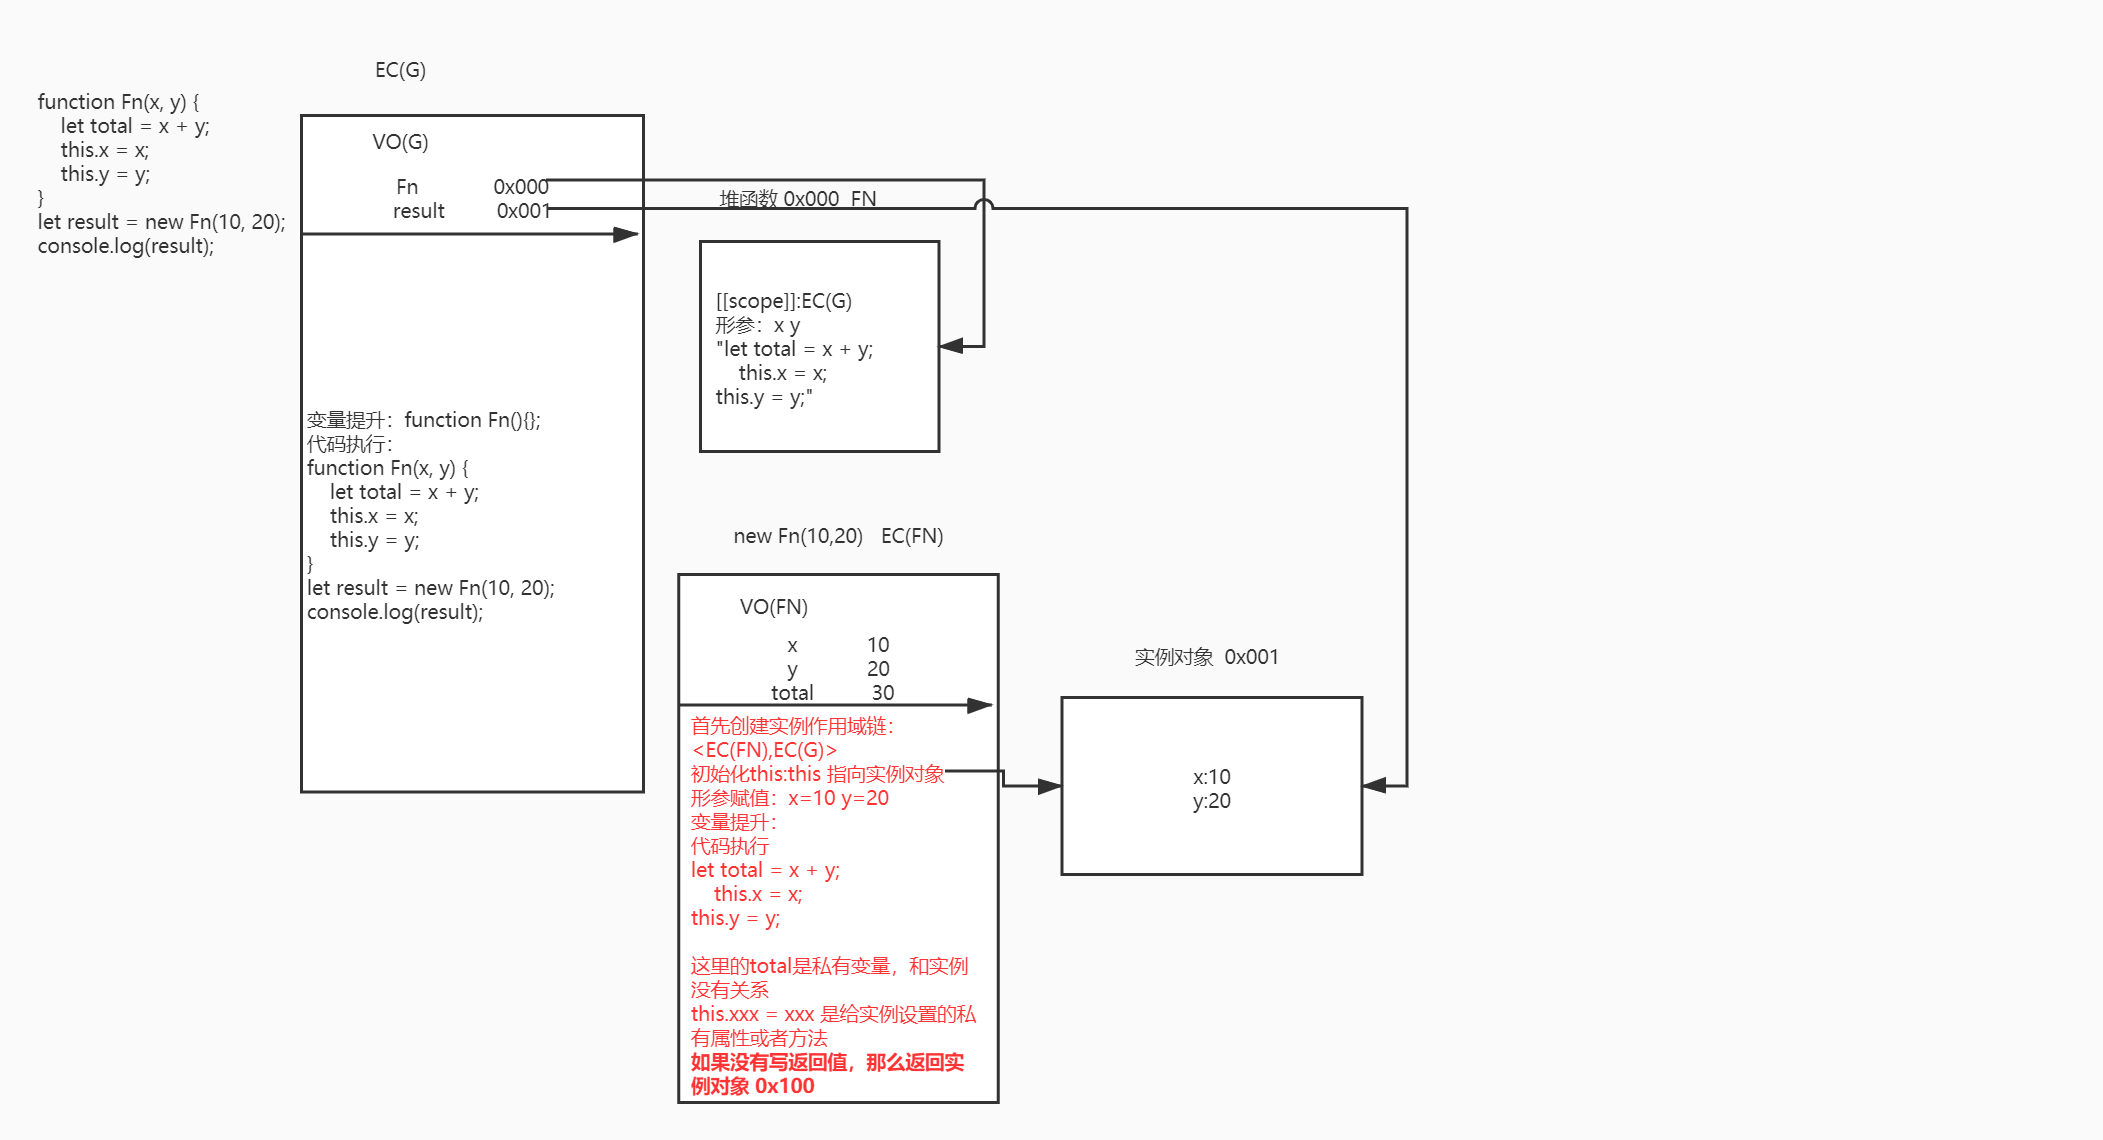 EC(G)
function Fn(x, y) {
let total = x + y;
this.x = x;
this.y = y;
}
let result = new Fn(10, 20);
console.log(result);
VO(G)
Fn 0x000
result 0x001
变量提升：function Fn(){};
代码执行：
function Fn(x, y) {
let total = x + y;
this.x = x;
this.y = y;
}
let result = new Fn(10, 20);
console.log(result);
堆函数 0x000 FN
[[scope]]:EC(G)
形参：x y
"let total = x + y;
this.x = x;
this.y = y;"
new Fn(10,20) EC(FN)
VO(FN)
x 10
y 20
total 30
首先创建实例作用域链：
<EC(FN),EC(G)>
初始化this:this 指向实例对象
形参赋值：x=10 y=20
变量提升：
代码执行
let total = x + y;
this.x = x;
this.y = y;
这里的total是私有变量，和实例
没有关系
this.xxx = xxx 是给实例设置的私
有属性或者方法
如果没有写返回值，那么返回实
例对象 0x100
实例对象 0x001
x:10
y:20